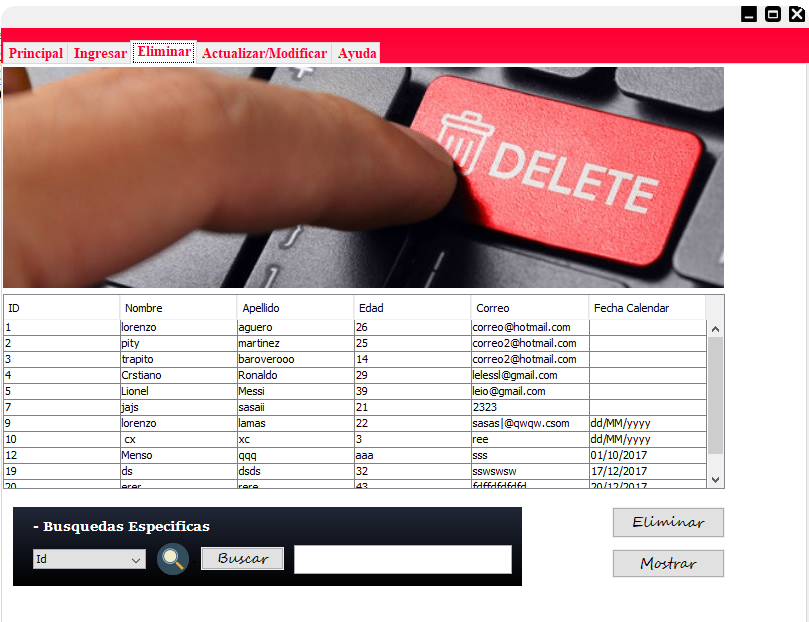 Principal Ingresar Eliminar Actualizar/Modificar Ayuda
DELETE
ID Nombre Apellido Edad Correo Fecha Calendar
1 lorenzo aguero 26 correo@hotmail.com
2 pity martinez 25 correo2@hotmail.com
3 trapito baroverooo 14 correo2@hotmail.com
4 Crstiano Ronaldo 29 lelessl@gmail.com
5 Lionel Messi 39 leio@gmail.com
7 jajs sasaii 21 2323
9 lorenzo lamas 22 sasas|@qwqw.csom dd/MM/yyyy
10 cx xc 3 ree dd/MM/yyyy
12 Menso qqq aaa sss 01/10/2017
19 ds dsds 32 sswswsw 17/12/2017
20 erer rere 43 fdffdfdfdfd 20/12/2017
- Busquedas Especificas
Id Buscar
Eliminar
Mostrar